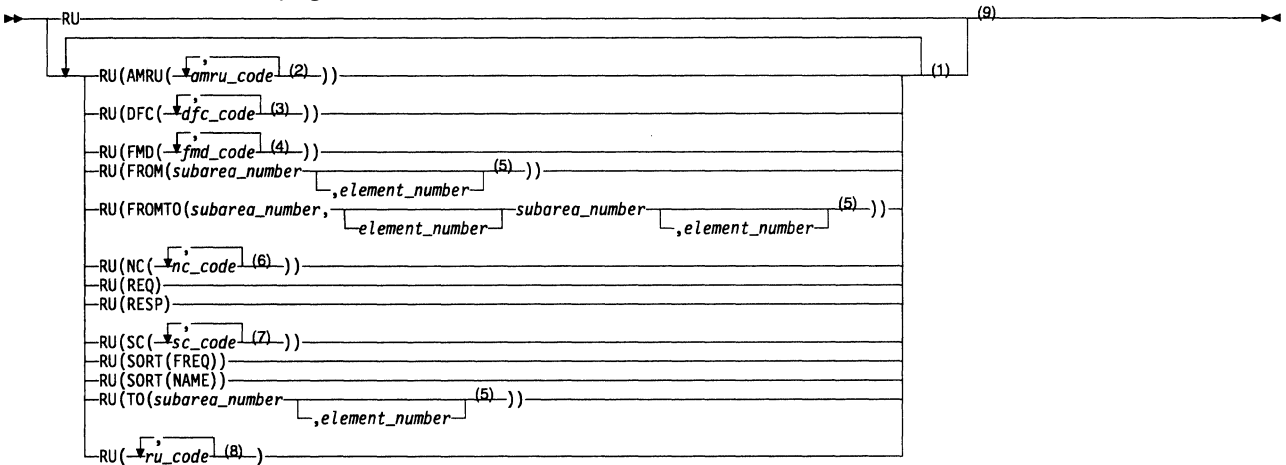 RU (9)
,
RU(AMRU( amru_code (2) )) (1)
,
RU(DFC( dfc_code (3) ))
,
RU(FMD( fmd_code (4) ))
RU(FROM(subarea_number ,element_number (5) ))
RU(FROMTO(subarea_number, element_number subarea_number ,element_number (5) ))
,
RU(NC( nc_code (6) ))
RU(REQ)
RU(RESP)
,
RU(SC( sc_code (7) ))
RU(SORT(FREQ))
RU(SORT(NAME))
RU(TO(subarea_number ,element_number (5) ))
,
RU( ru_code (8) )